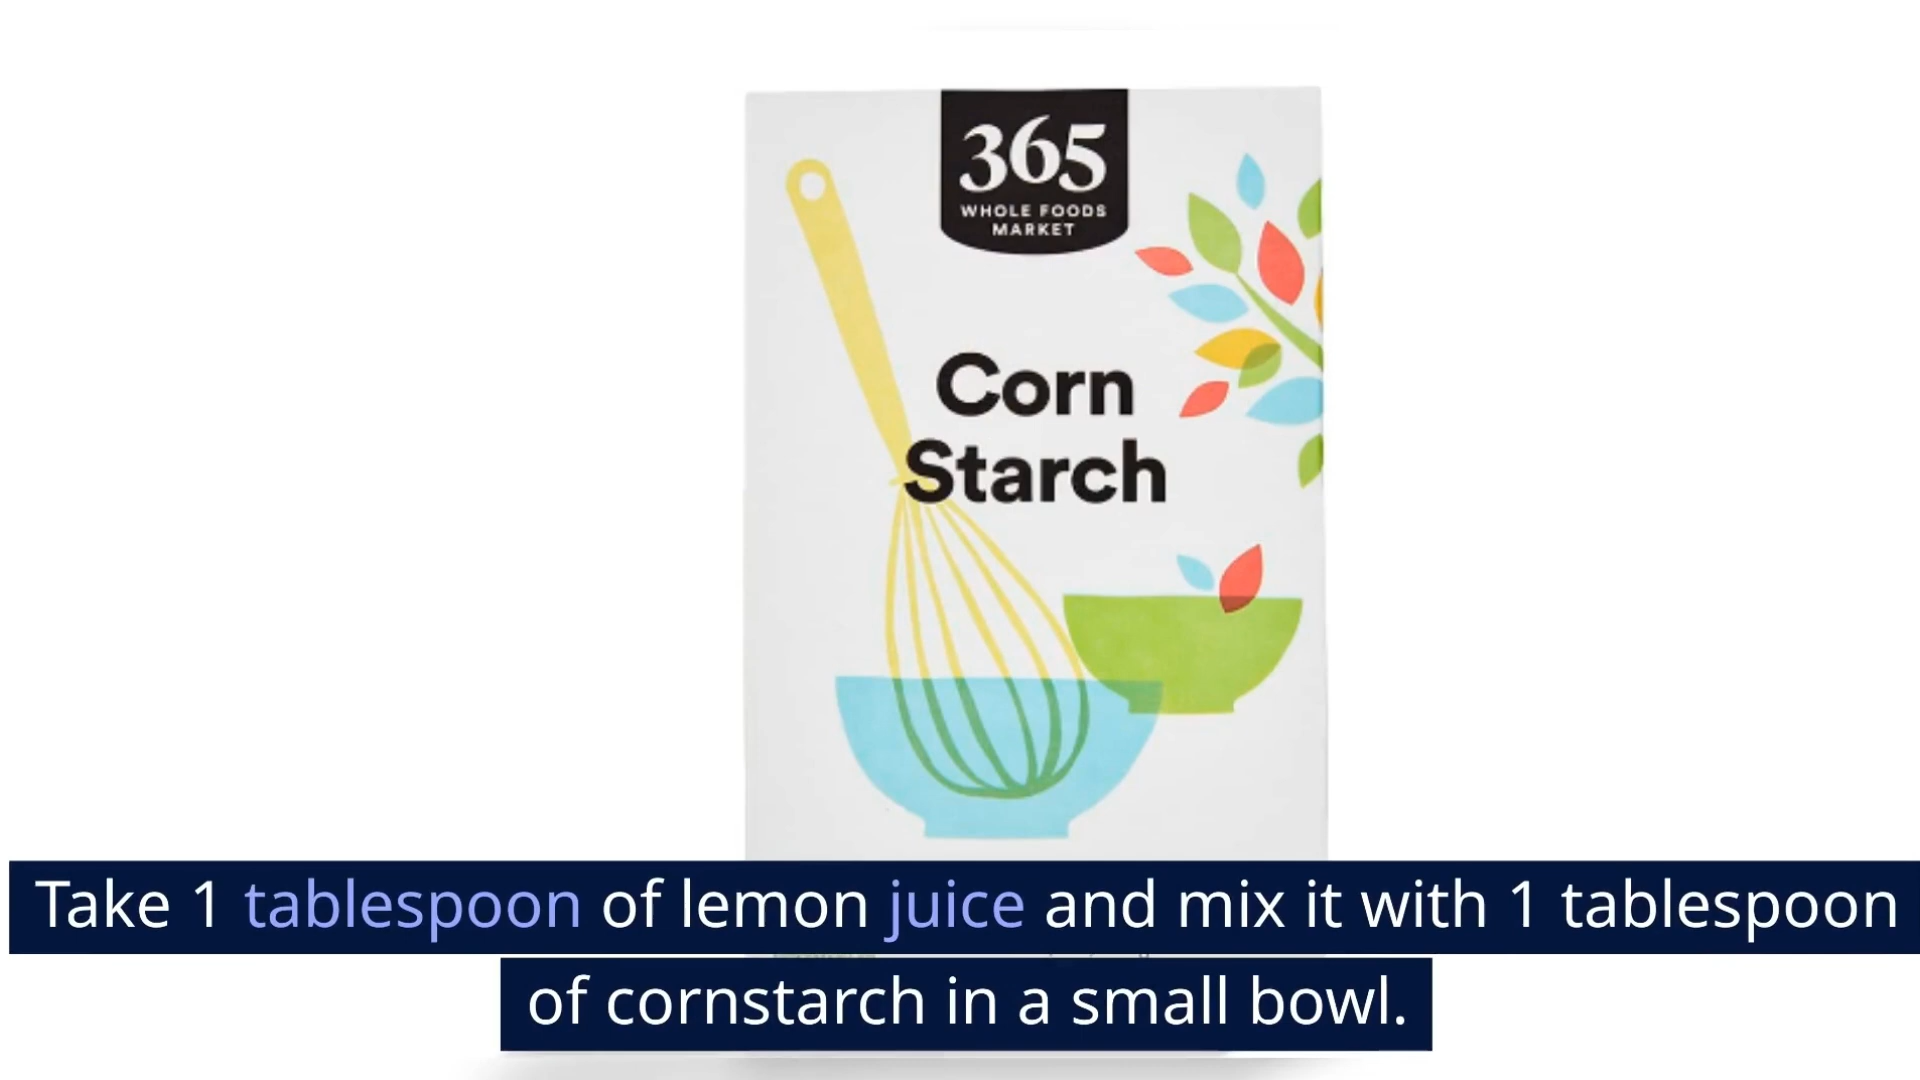 365
WHOLE FOODS
MARKET
Corn
Starch
Take 1 tablespoon of lemon juice and mix it with 1 tablespoon
of cornstarch in a small bowl.